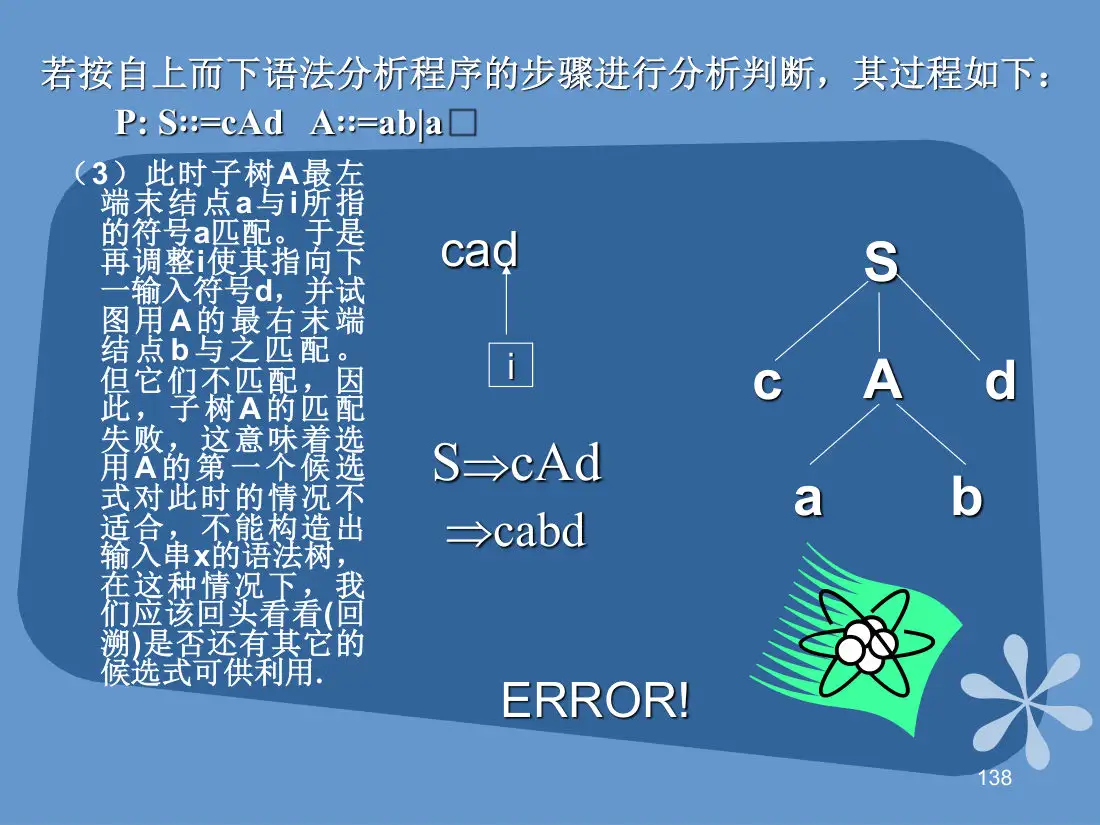 若按自上而下语法分析程序的步骤进行分析判断，其过程如下：
P: S::=cAd A::=ab|a□
（3）此时子树A最左
端末结点a与i所指
的符号a匹配。于是
再调整i使其指向下
一输入符号d，并试
图用A的最右末端
结点b与之匹配。
但它们不匹配，因
此，子树A的匹配
失败，这意味着选
用A的第一个候选
式对此时的情况不
适合，不能构造出
输入串x的语法树，
在这种情况下，我
们应该回头看看(回
溯)是否还有其它的
候选式可供利用.
cad
i
S⇒cAd
⇒cabd
ERROR!
S
c A d
a b
138